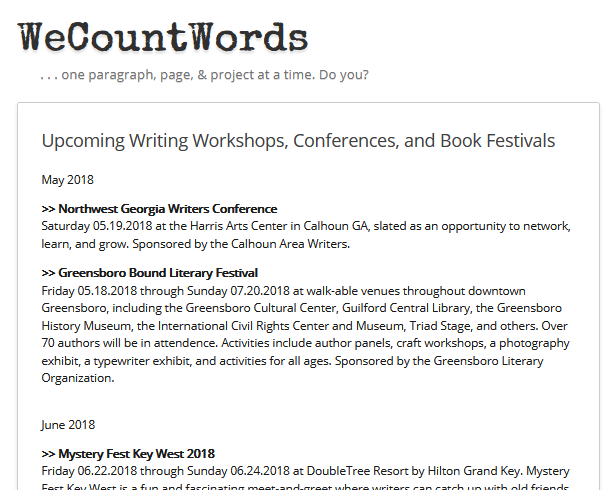 WeCountWords
. . . one paragraph, page, & project at a time. Do you?
Upcoming Writing Workshops, Conferences, and Book Festivals
May 2018
>> Northwest Georgia Writers Conference
Saturday 05.19.2018 at the Harris Arts Center in Calhoun GA, slated as an opportunity to network,
learn, and grow. Sponsored by the Calhoun Area Writers.
>> Greensboro Bound Literary Festival
Friday 05.18.2018 through Sunday 07.20.2018 at walk-able venues throughout downtown
Greensboro, including the Greensboro Cultural Center, Guilford Central Library, the Greensboro
History Museum, the International Civil Rights Center and Museum, Triad Stage, and others. Over
70 authors will be in attendence. Activities include author panels, craft workshops, a photography
exhibit, a typewriter exhibit, and activities for all ages. Sponsored by the Greensboro Literary
Organization.
June 2018
>> Mystery Fest Key West 2018
Friday 06.22.2018 through Sunday 06.24.2018 at DoubleTree Resort by Hilton Grand Key. Mystery
Fest Key West is a fun and fascinating meet-and-greet where writers can catch up with old friends